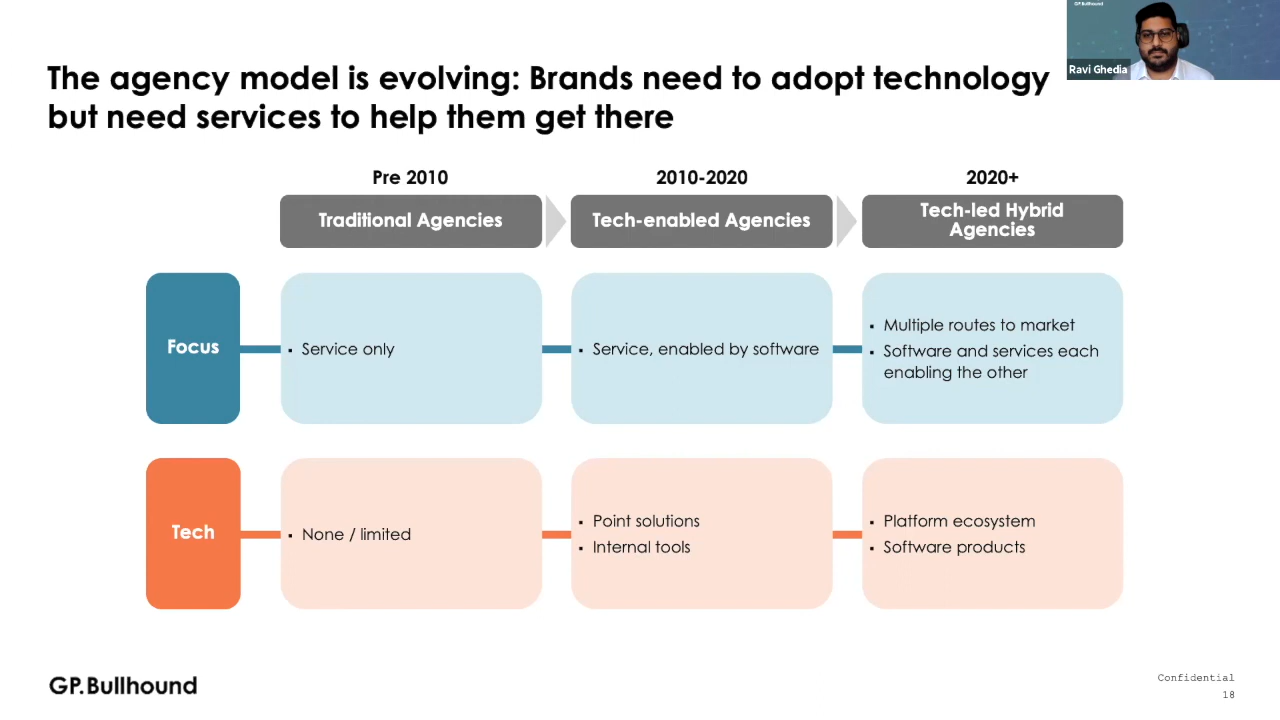 GP.Bullhound
Ravi Ghedia
The agency model is evolving: Brands need to adopt technology
but need services to help them get there
Pre 2010
2010-2020
2020+
Traditional Agencies
Tech-enabled Agencies
Tech-led Hybrid
Agencies
Focus
▪ Service only
▪ Service, enabled by software
▪ Multiple routes to market
▪ Software and services each
enabling the other
Tech
▪ None / limited
▪ Point solutions
▪ Internal tools
▪ Platform ecosystem
▪ Software products
GP.Bullhound
Confidential
18